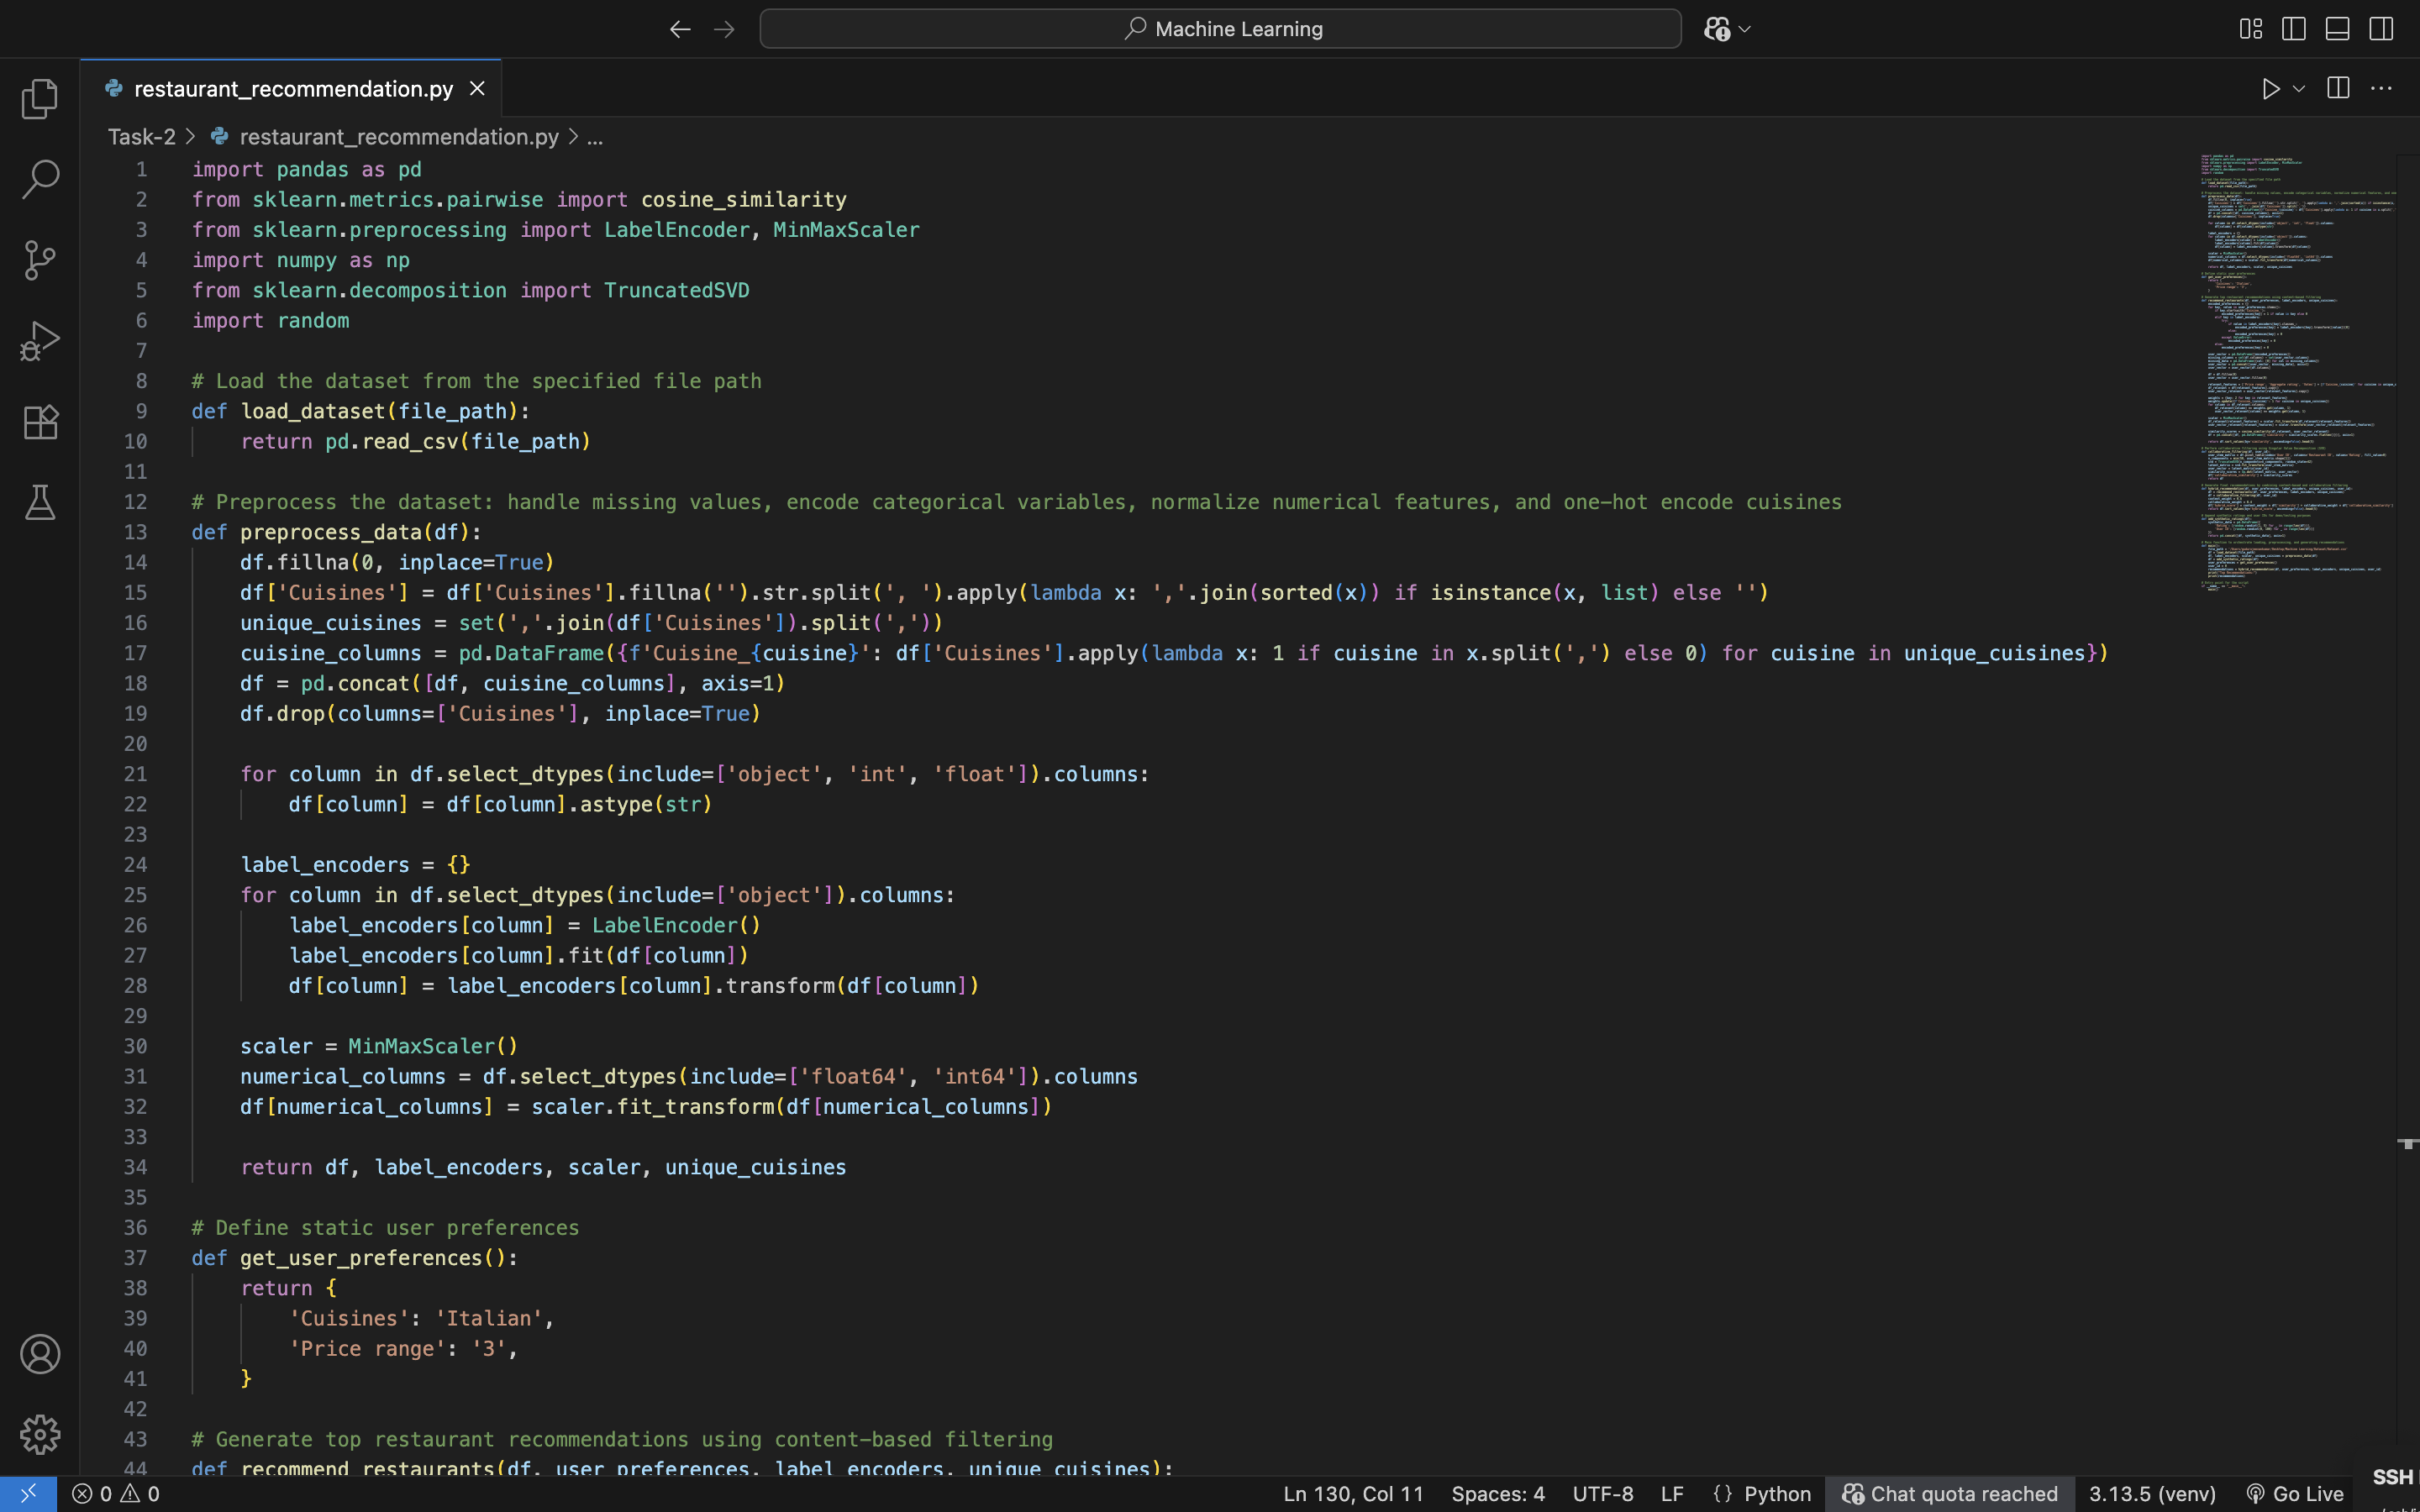 Machine Learning
restaurant_recommendation.py
Task-2 > restaurant_recommendation.py > ...
1 import pandas as pd
2 from sklearn.metrics.pairwise import cosine_similarity
3 from sklearn.preprocessing import LabelEncoder, MinMaxScaler
4 import numpy as np
5 from sklearn.decomposition import TruncatedSVD
6 import random
7
8 # Load the dataset from the specified file path
9 def load_dataset(file_path):
10     return pd.read_csv(file_path)
11
12 # Preprocess the dataset: handle missing values, encode categorical variables, normalize numerical features, and one-hot encode cuisines
13 def preprocess_data(df):
14     df.fillna(0, inplace=True)
15     df['Cuisines'] = df['Cuisines'].fillna('').str.split(', ').apply(lambda x: ','.join(sorted(x)) if isinstance(x, list) else '')
16     unique_cuisines = set(','.join(df['Cuisines']).split(','))
17     cuisine_columns = pd.DataFrame({f'Cuisine_{cuisine}': df['Cuisines'].apply(lambda x: 1 if cuisine in x.split(',') else 0) for cuisine in unique_cuisines})
18     df = pd.concat([df, cuisine_columns], axis=1)
19     df.drop(columns=['Cuisines'], inplace=True)
20
21     for column in df.select_dtypes(include=['object', 'int', 'float']).columns:
22         df[column] = df[column].astype(str)
23
24     label_encoders = {}
25     for column in df.select_dtypes(include=['object']).columns:
26         label_encoders[column] = LabelEncoder()
27         label_encoders[column].fit(df[column])
28         df[column] = label_encoders[column].transform(df[column])
29
30     scaler = MinMaxScaler()
31     numerical_columns = df.select_dtypes(include=['float64', 'int64']).columns
32     df[numerical_columns] = scaler.fit_transform(df[numerical_columns])
33
34     return df, label_encoders, scaler, unique_cuisines
35
36 # Define static user preferences
37 def get_user_preferences():
38     return {
39         'Cuisines': 'Italian',
40         'Price range': '3',
41     }
42
43 # Generate top restaurant recommendations using content-based filtering
44 def recommend_restaurants(df, user_preferences, label_encoders, unique_cuisines):
0 0 Ln 130, Col 11 Spaces: 4 UTF-8 LF {} Python Chat quota reached 3.13.5 (venv) Go Live
SSH